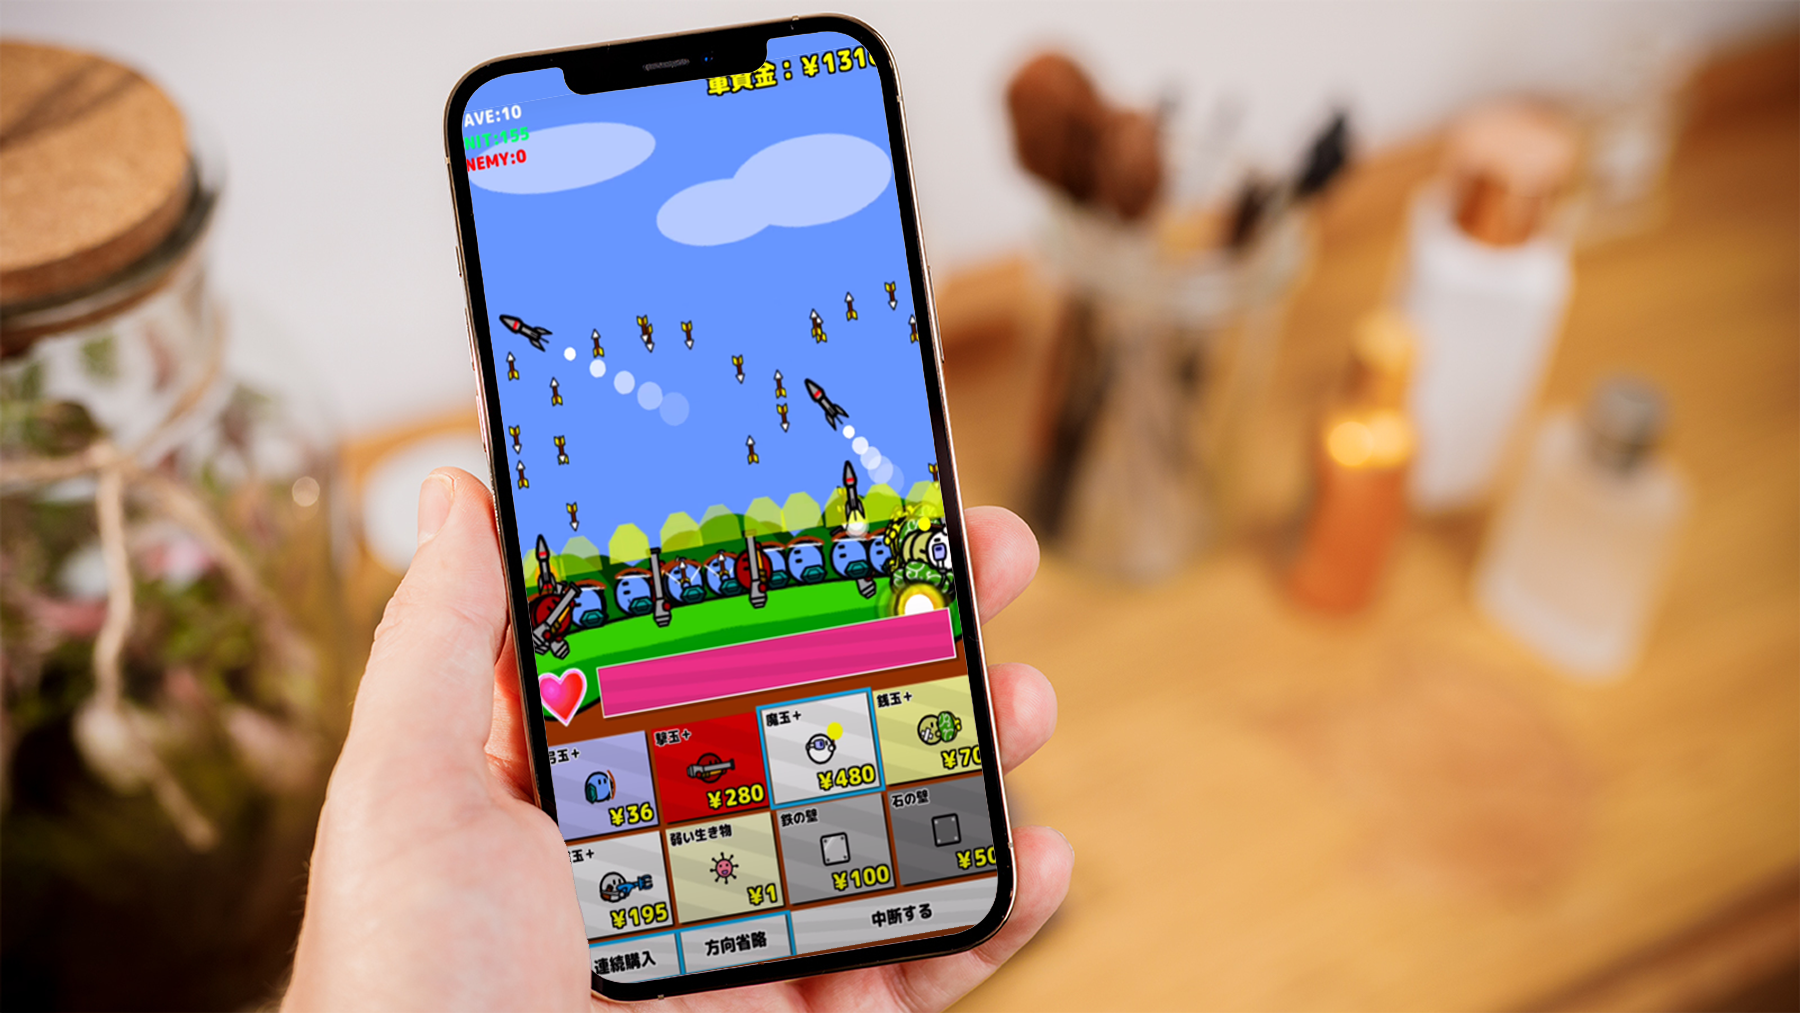 軍資金：¥131
AVE:10
NIT:155
NEMY:0
弓玉+
¥36
撃玉+
¥280
魔玉+
¥480
銭玉+
¥70
玉+
¥195
弱い生き物
¥1
鉄の壁
¥100
石の壁
¥50
連続購入
方向省略
中断する